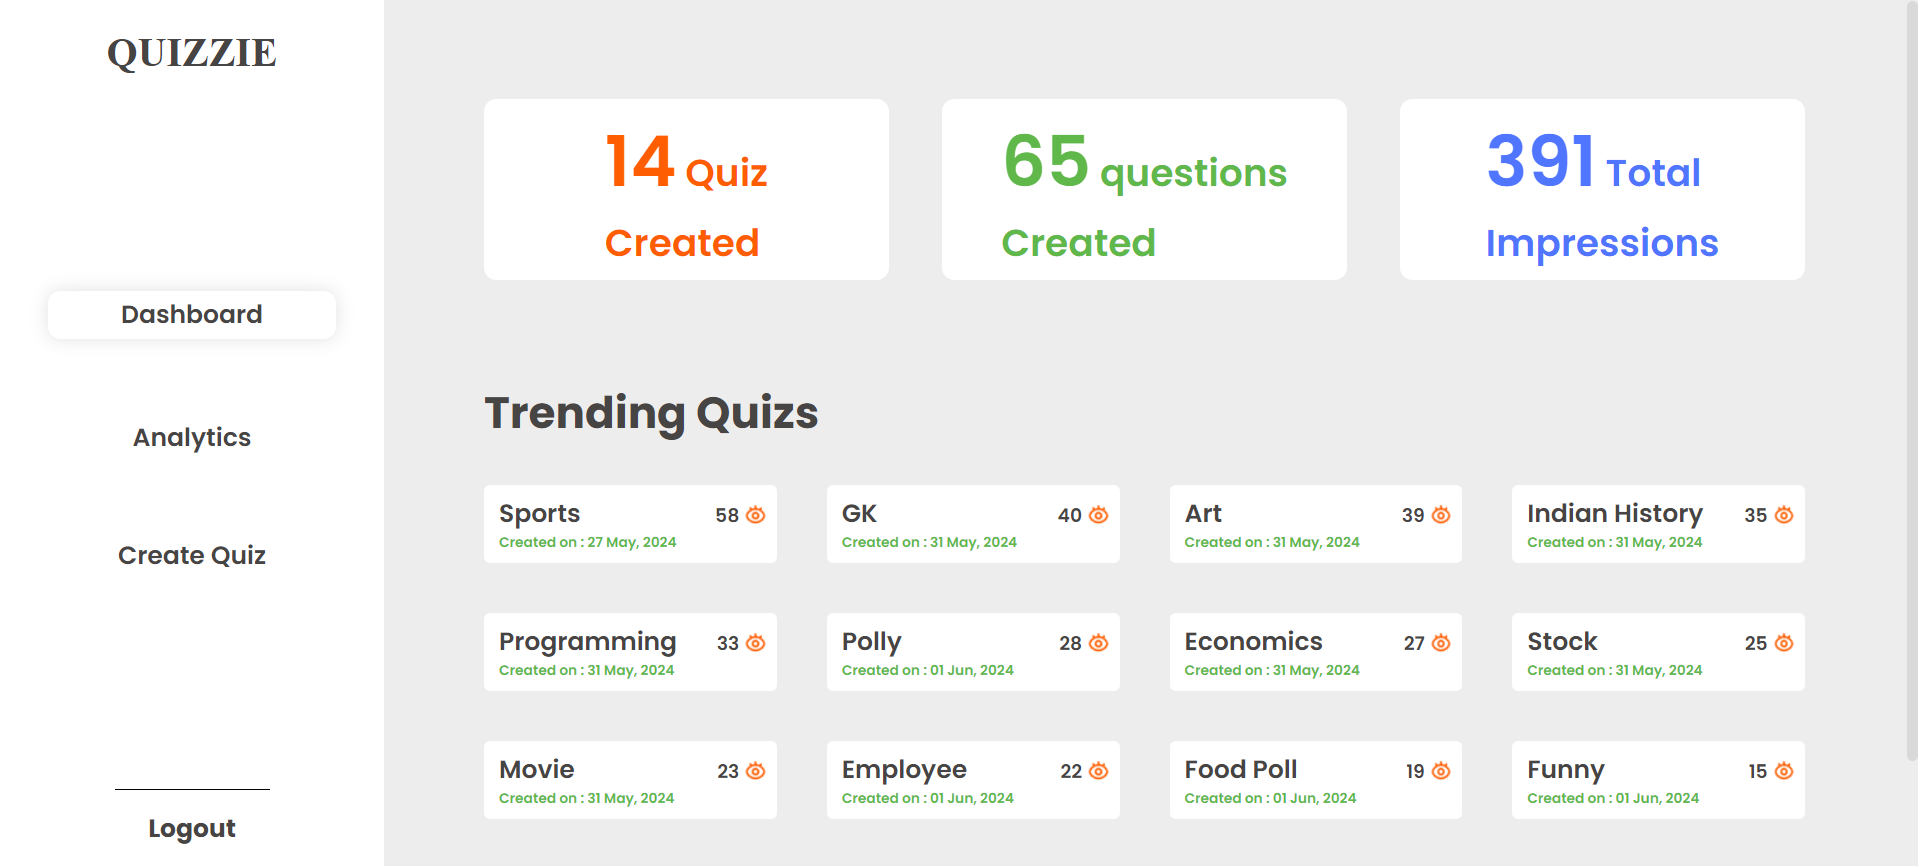 QUIZZIE
Dashboard
Analytics
Create Quiz
Logout
14 Quiz
Created
65 questions
Created
391 Total
Impressions
Trending Quizs
Sports 58
Created on : 27 May, 2024
GK 40
Created on : 31 May, 2024
Art 39
Created on : 31 May, 2024
Indian History 35
Created on : 31 May, 2024
Programming 33
Created on : 31 May, 2024
Polly 28
Created on : 01 Jun, 2024
Economics 27
Created on : 31 May, 2024
Stock 25
Created on : 31 May, 2024
Movie 23
Created on : 31 May, 2024
Employee 22
Created on : 01 Jun, 2024
Food Poll 19
Created on : 01 Jun, 2024
Funny 15
Created on : 01 Jun, 2024